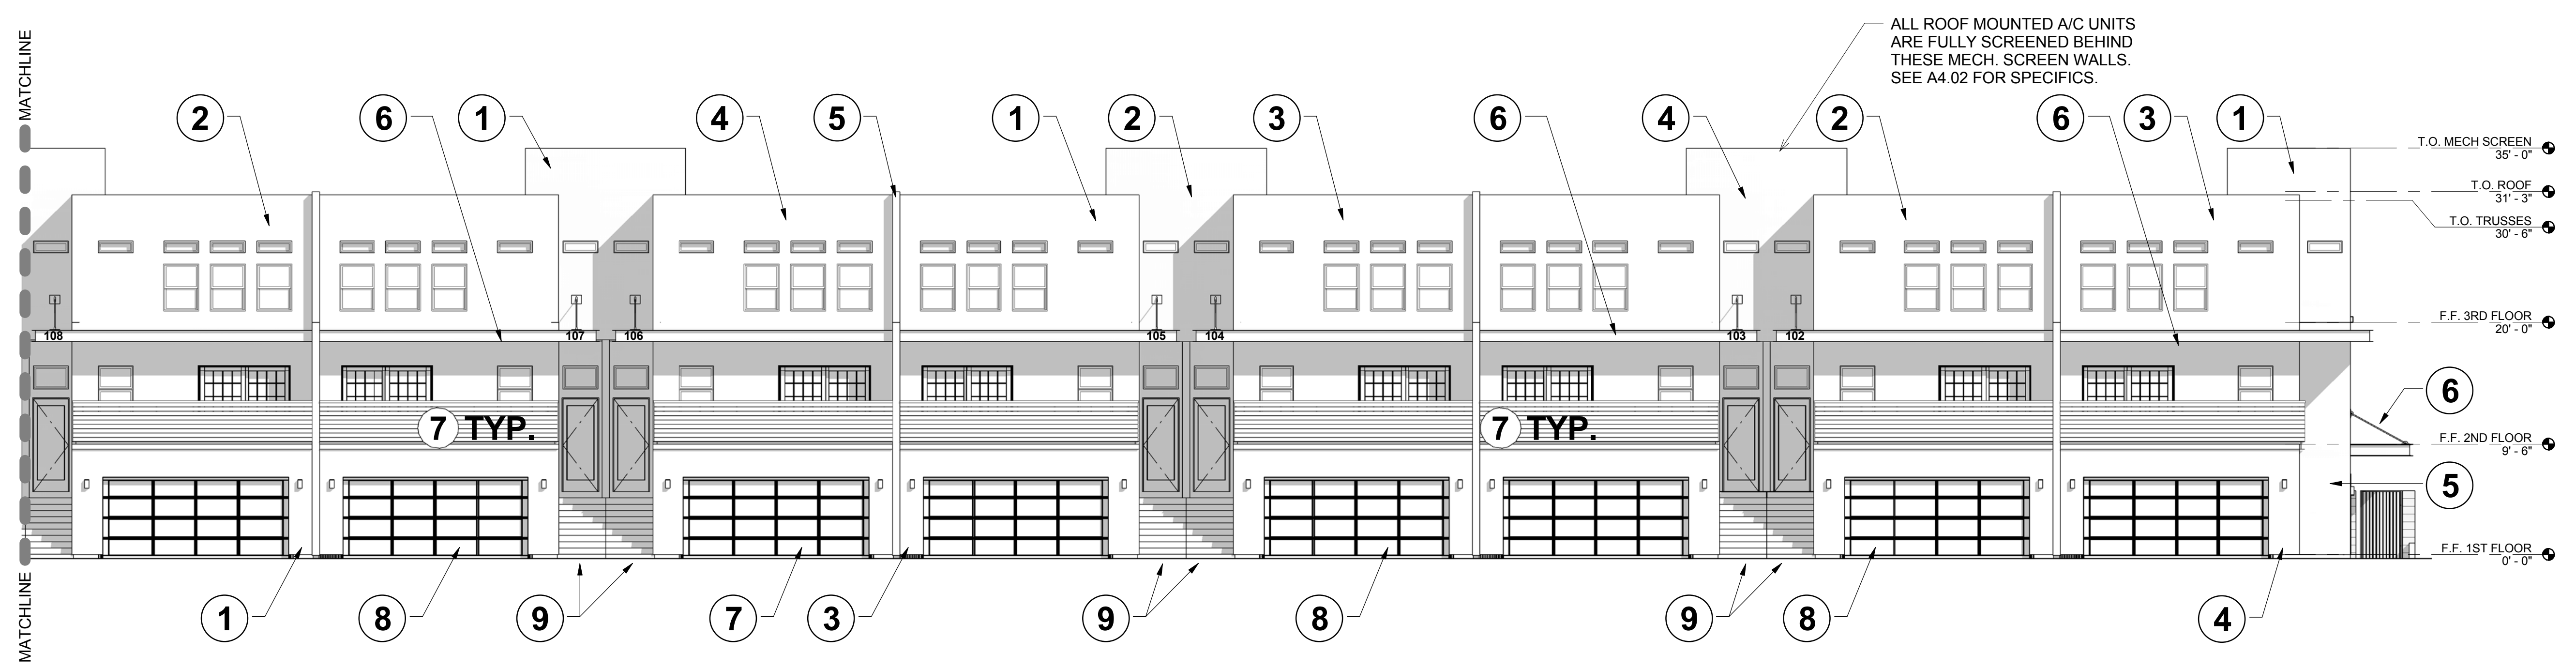 MATCHLINE
ALL ROOF MOUNTED A/C UNITS
ARE FULLY SCREENED BEHIND
THESE MECH. SCREEN WALLS.
SEE A4.02 FOR SPECIFICS.
2 6 1 4 5 1 2 3 6 4 2 6 3 1
T.O. MECH SCREEN
35' - 0"
T.O. ROOF
31' - 3"
T.O. TRUSSES
30' - 6"
F.F. 3RD FLOOR
20' - 0"
108 107 106 105 104 103 102
6
7 TYP. 7 TYP.
F.F. 2ND FLOOR
9' - 6"
5
F.F. 1ST FLOOR
0' - 0"
1 8 9 7 3 9 8 9 8 4
MATCHLINE